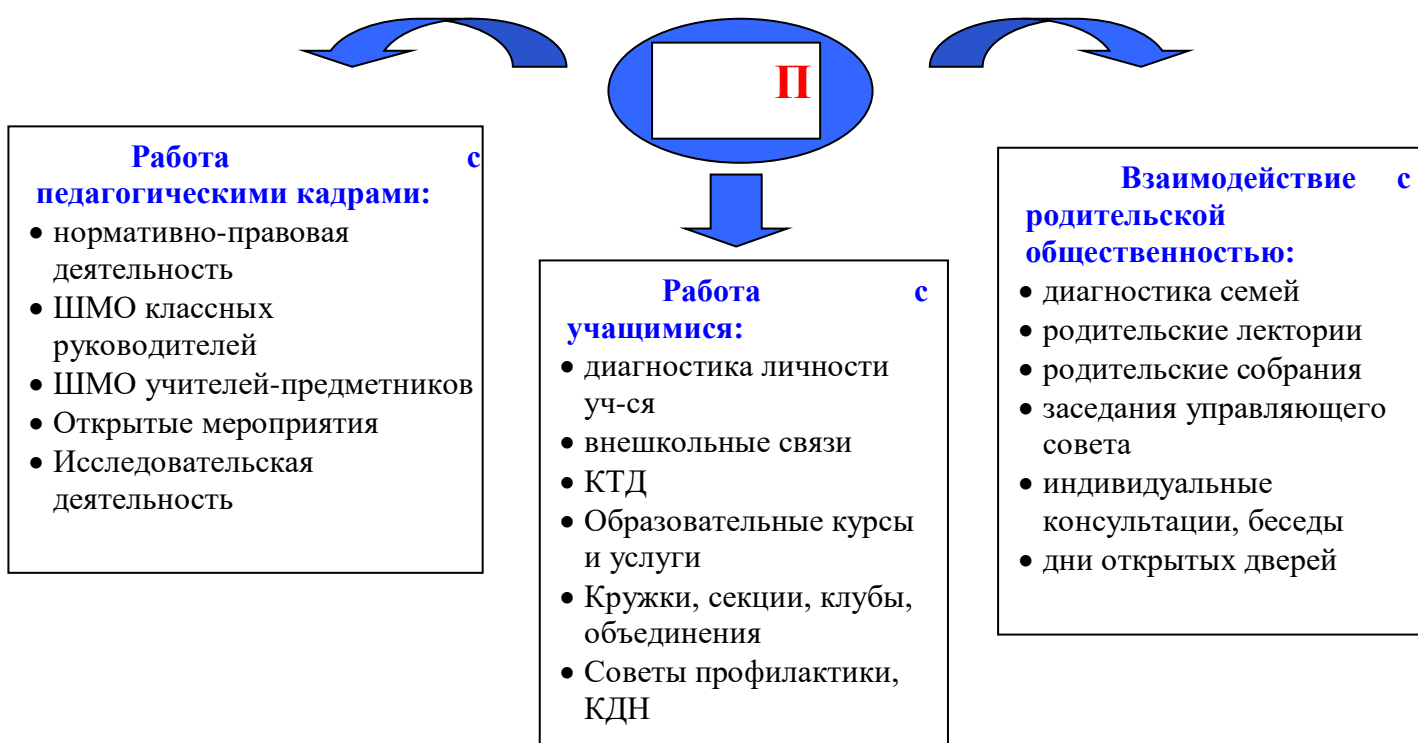 П
Работа с
педагогическими кадрами:
• нормативно-правовая
деятельность
• ШМО классных
руководителей
• ШМО учителей-предметников
• Открытые мероприятия
• Исследовательская
деятельность
Работа с
учащимися:
• диагностика личности
уч-ся
• внешкольные связи
• КТД
• Образовательные курсы
и услуги
• Кружки, секции, клубы,
объединения
• Советы профилактики,
КДН
Взаимодействие с
родительской
общественностью:
• диагностика семей
• родительские лектории
• родительские собрания
• заседания управляющего
совета
• индивидуальные
консультации, беседы
• дни открытых дверей